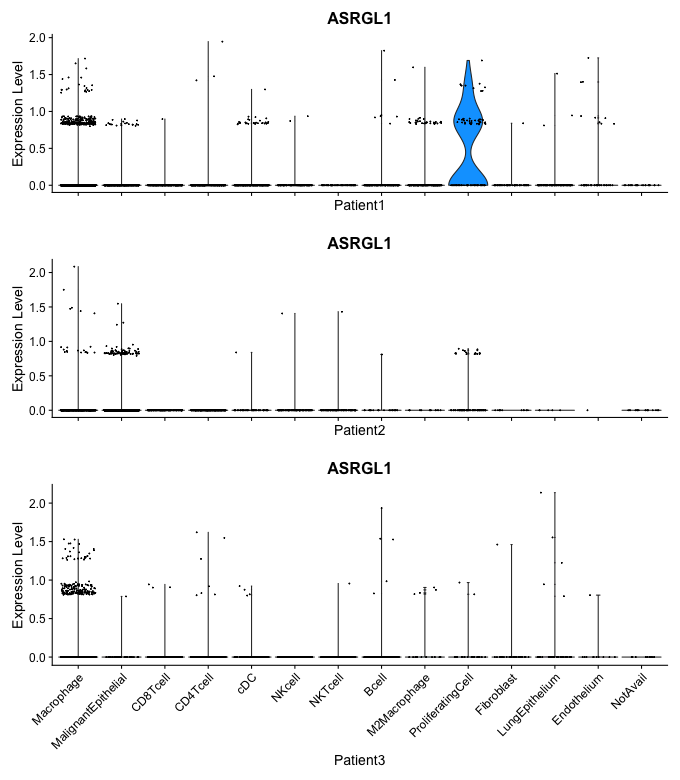 ASRGL1
Expression Level
2.0
1.5
1.0
0.5
0.0
Patient1
ASRGL1
Expression Level
2.0
1.5
1.0
0.5
0.0
Patient2
ASRGL1
Expression Level
2.0
1.5
1.0
0.5
0.0
Macrophage
MalignantEpithelial
CD8Tcell
CD4Tcell
cDC
NKcell
NKTcell
Bcell
M2Macrophage
ProliferatingCell
Fibroblast
LungEpithelium
Endothelium
NotAvail
Patient3